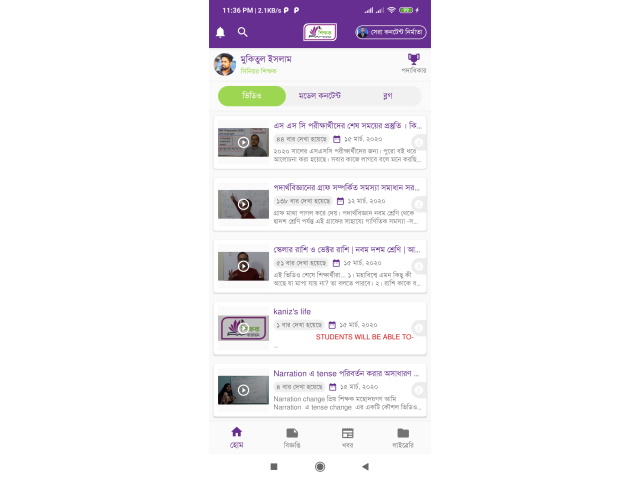 11:36 PM | 2.1KB/s P P
শিক্ষক
সেরা কনটেন্ট নির্মাতা
মুকিতুল ইসলাম
সিনিয়র শিক্ষক
পদাধিকার
ভিডিও
মডেল কনটেন্ট
ব্লগ
এস এস সি পরীক্ষার্থীদের শেষ সময়ের প্রস্তুতি । কি...
৪৪ বার দেখা হয়েছে ১৫ মার্চ, ২০২০
২০২০ সালের এসএসসি পরীক্ষার্থীদের জন্য। পুরো বই ধরে
আলোচনা করা হয়েছে। সবার কাজে লাগবে বলে মনে করছি...
পদার্থবিজ্ঞানের গ্রাফ সম্পর্কিত সমস্যা সমাধান সর...
১৩৮ বার দেখা হয়েছে ১২ মার্চ, ২০২০
গ্রাফ মাথা পাগল করে দেয়। পদার্থবিজ্ঞান নবম শ্রেণি থেকে
দ্বাদশ শ্রেণি পর্যন্ত এই গ্রাফের সাহায্যে গাণিতিক সমস্যা -স...
স্কেলার রাশি ও ভেক্টর রাশি | নবম দশম শ্রেণি | আ...
৫১ বার দেখা হয়েছে ১৫ মার্চ, ২০২০
এই ভিডিও শেষে শিক্ষার্থীরা... ১। মহাবিশ্বে এমন কিছু কী
আছে যা মাপা যায় না? তা বলতে পারবে। ২। রাশি কাকে ব...
kaniz's life
১ বার দেখা হয়েছে ১৫ মার্চ, ২০২০
STUDENTS WILL BE ABLE TO-
...
Narration এ tense পরিবর্তন করার অসাধারণ ...
৪ বার দেখা হয়েছে ১৫ মার্চ, ২০২০
Narration change প্রিয় শিক্ষক মহোদয়গণ আমি
Narration এ tense change এর একটি কৌশল ভিডিও...
হোম
বিজ্ঞপ্তি
খবর
লাইব্রেরি